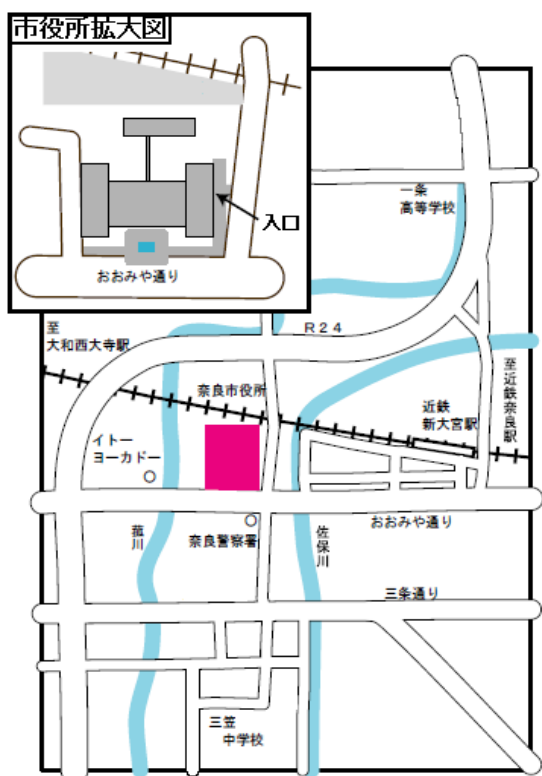 市役所拡大図
入口
おおみや通り
一条
高等学校
R24
至
大和西大寺駅
奈良市役所
近鉄
新大宮駅
至近鉄奈良駅
イトー
ヨーカドー
おおみや通り
菰川
奈良警察署
佐保川
三条通り
三笠
中学校